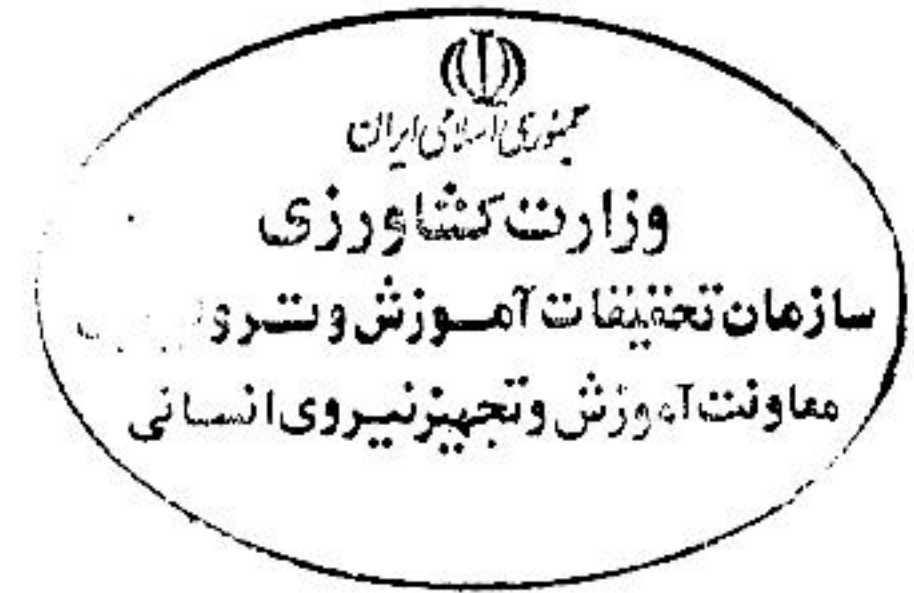 جمهوری اسلامی ایران
وزارت کشاورزی
سازمان تحقیقات آموزش و ترویج
معاونت آموزش و تجهیز نیروی انسانی